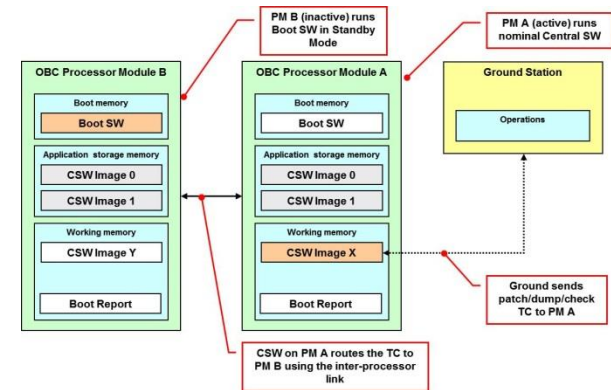 PM B (inactive) runs
Boot SW in Standby
Mode
PM A (active) runs
nominal Central SW
OBC Processor Module B
Boot memory
Boot SW
Application storage memory
CSW Image 0
CSW Image 1
Working memory
CSW Image Y
Boot Report
OBC Processor Module A
Boot memory
Boot SW
Application storage memory
CSW Image 0
CSW Image 1
Working memory
CSW Image X
Boot Report
Ground Station
Operations
Ground sends
patch/dump/check
TC to PM A
CSW on PM A routes the TC to
PM B using the inter-processor
link